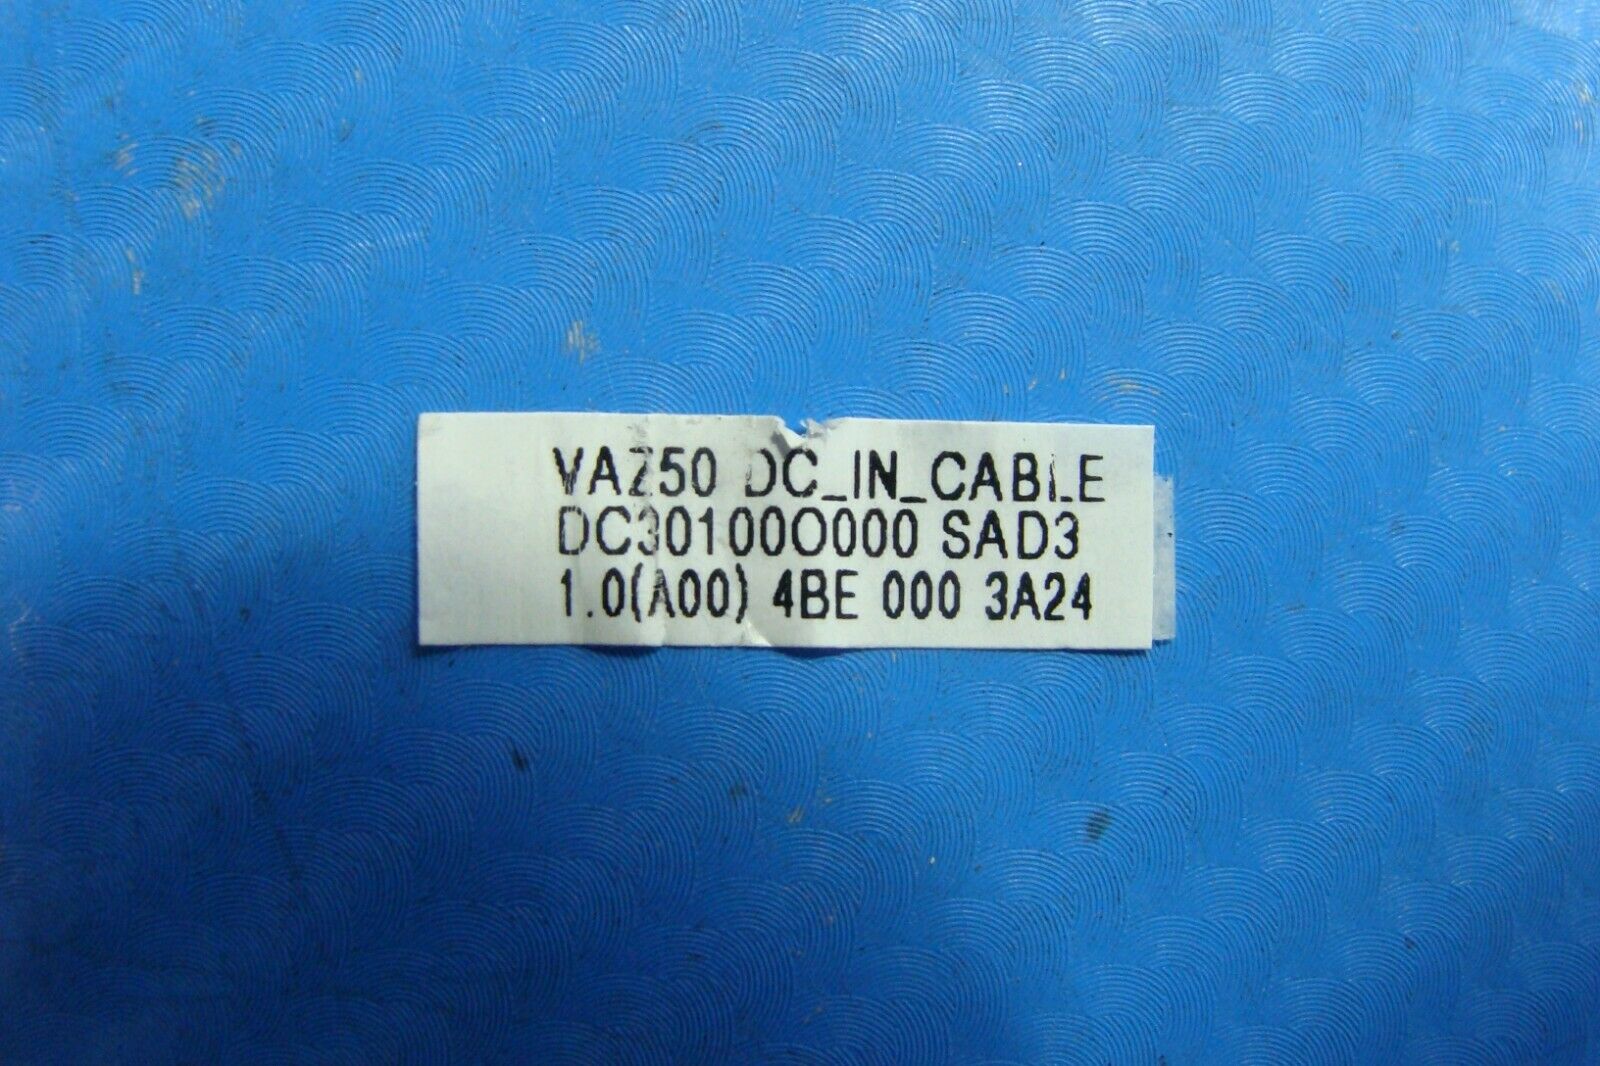 VAZ50 DC_IN_CABLE
DC30100O000 SAD3
1.0(A00) 4BE 000 3A24